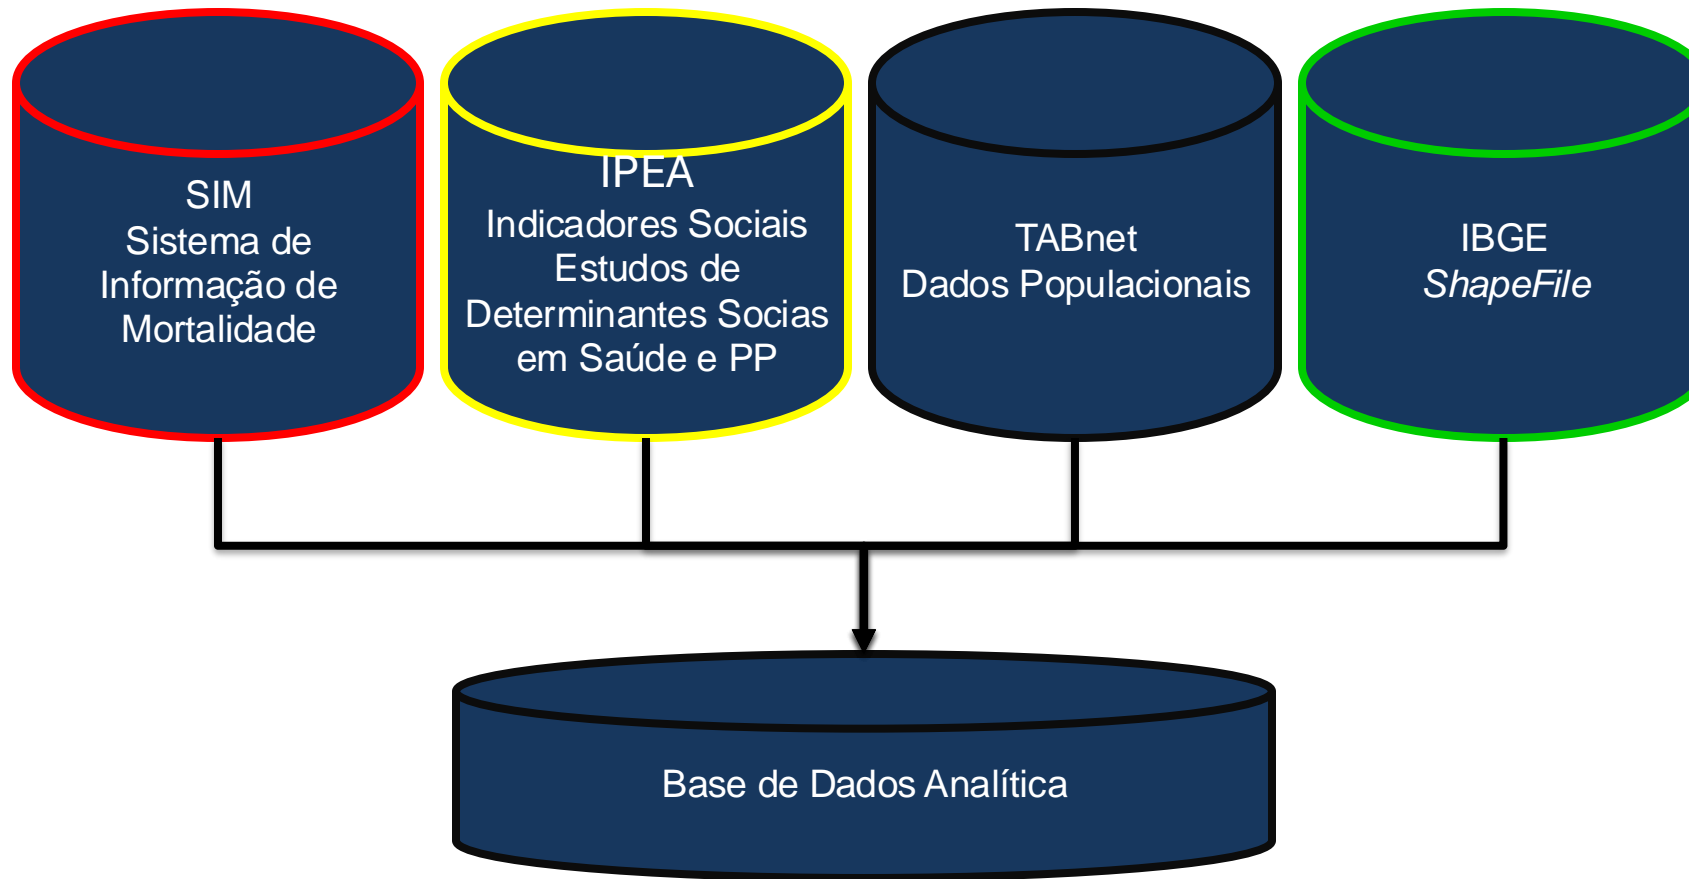 SIM
Sistema de
Informação de
Mortalidade
IPEA
Indicadores Sociais
Estudos de
Determinantes Socias
em Saúde e PP
TABnet
Dados Populacionais
IBGE
ShapeFile
Base de Dados Analítica